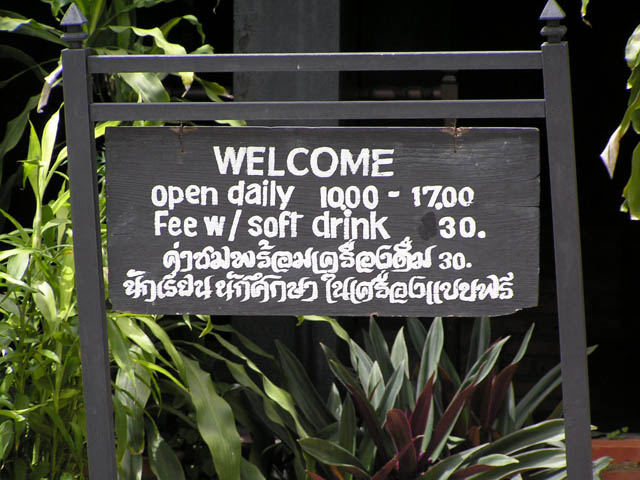 WELCOME
open daily 10.00 - 17.00
Fee w/ soft drink 30.
ค่าชมพร้อมเครื่องดื่ม 30.
นักเรียน นักศึกษา ในเครื่องแบบฟรี